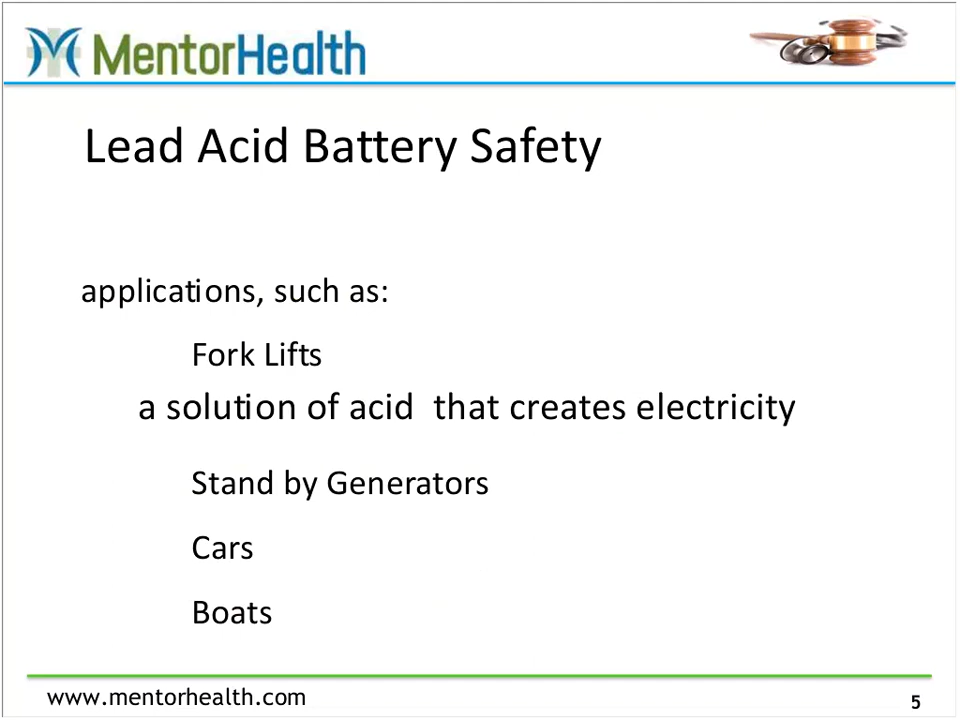 MentorHealth
Lead Acid Battery Safety
applications, such as:
Fork Lifts
a solution of acid that creates electricity
Stand by Generators
Cars
Boats
www.mentorhealth.com
5